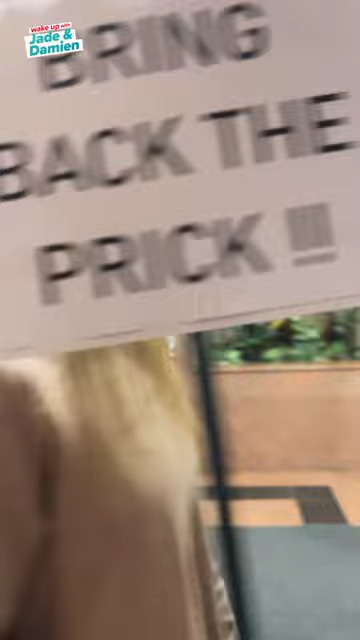 wake up with
Jade &
Damien
BRING
BACK THE
PRICK !!!